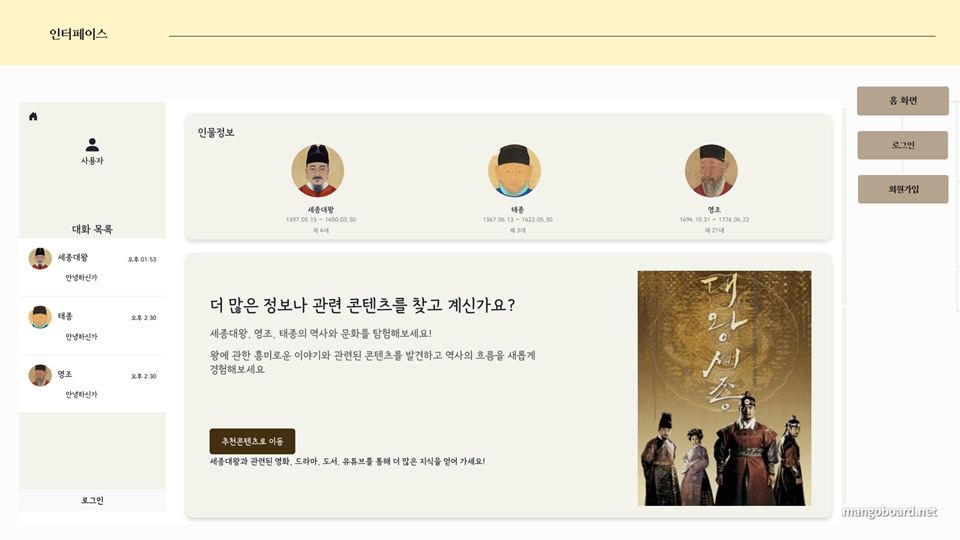 인터페이스
사용자
대화 목록
세종대왕
오후 01:53
안녕하신가
태종
오후 2:30
안녕하신가
영조
오후 2:30
안녕하신가
로그인
인물정보
세종대왕
1397.05.15 ~ 1450.03.30
제 4대
태종
1367.06.13 ~ 1422.05.30
제 3대
영조
1694.10.31 ~ 1776.04.22
제 21대
더 많은 정보나 관련 콘텐츠를 찾고 계신가요?
세종대왕, 영조, 태종의 역사와 문화를 탐험해보세요!
왕에 관한 흥미로운 이야기와 관련된 콘텐츠를 발견하고 역사의 흐름을 새롭게
경험해보세요
추천콘텐츠로 이동
세종대왕과 관련된 영화, 드라마, 도서, 유튜브를 통해 더 많은 지식을 얻어 가세요!
대왕세종
홈 화면
로그인
회원가입
mangoboard.net